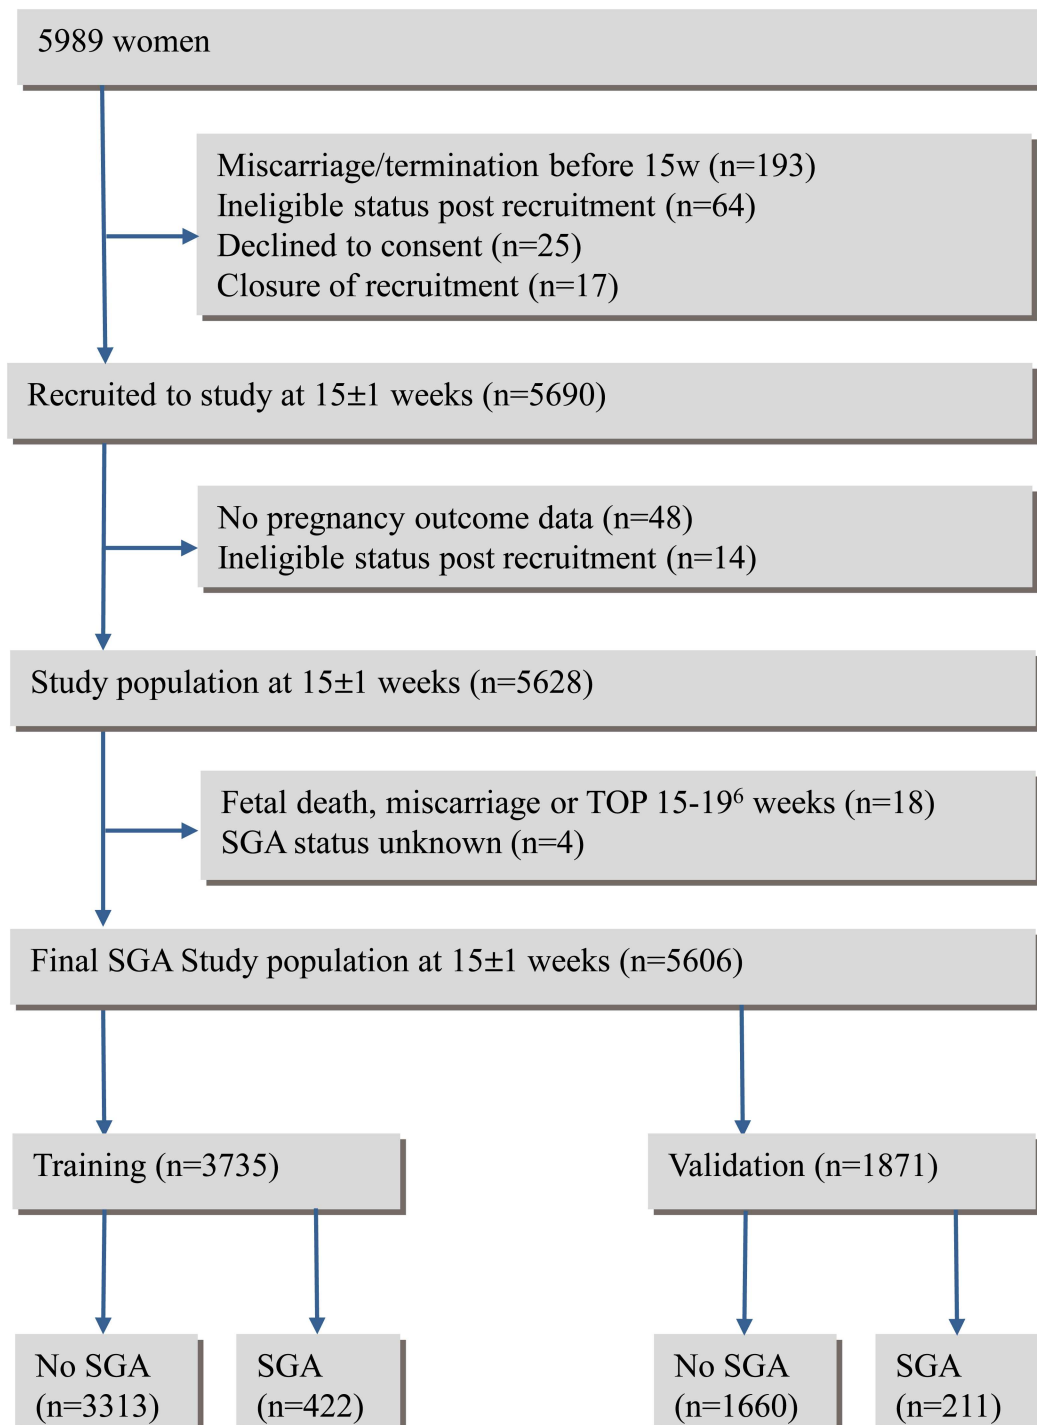 5989 women
Miscarriage/termination before 15w (n=193)
Ineligible status post recruitment (n=64)
Declined to consent (n=25)
Closure of recruitment (n=17)
Recruited to study at 15±1 weeks (n=5690)
No pregnancy outcome data (n=48)
Ineligible status post recruitment (n=14)
Study population at 15±1 weeks (n=5628)
Fetal death, miscarriage or TOP 15-19⁶ weeks (n=18)
SGA status unknown (n=4)
Final SGA Study population at 15±1 weeks (n=5606)
Training (n=3735)
Validation (n=1871)
No SGA
(n=3313)
SGA
(n=422)
No SGA
(n=1660)
SGA
(n=211)